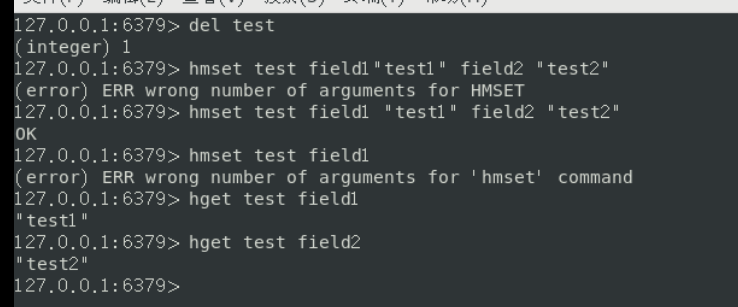 127.0.0.1:6379> del test
(integer) 1
127.0.0.1:6379> hmset test field1"test1" field2 "test2"
(error) ERR wrong number of arguments for HMSET
127.0.0.1:6379> hmset test field1 "test1" field2 "test2"
OK
127.0.0.1:6379> hmset test field1
(error) ERR wrong number of arguments for 'hmset' command
127.0.0.1:6379> hget test field1
"test1"
127.0.0.1:6379> hget test field2
"test2"
127.0.0.1:6379>